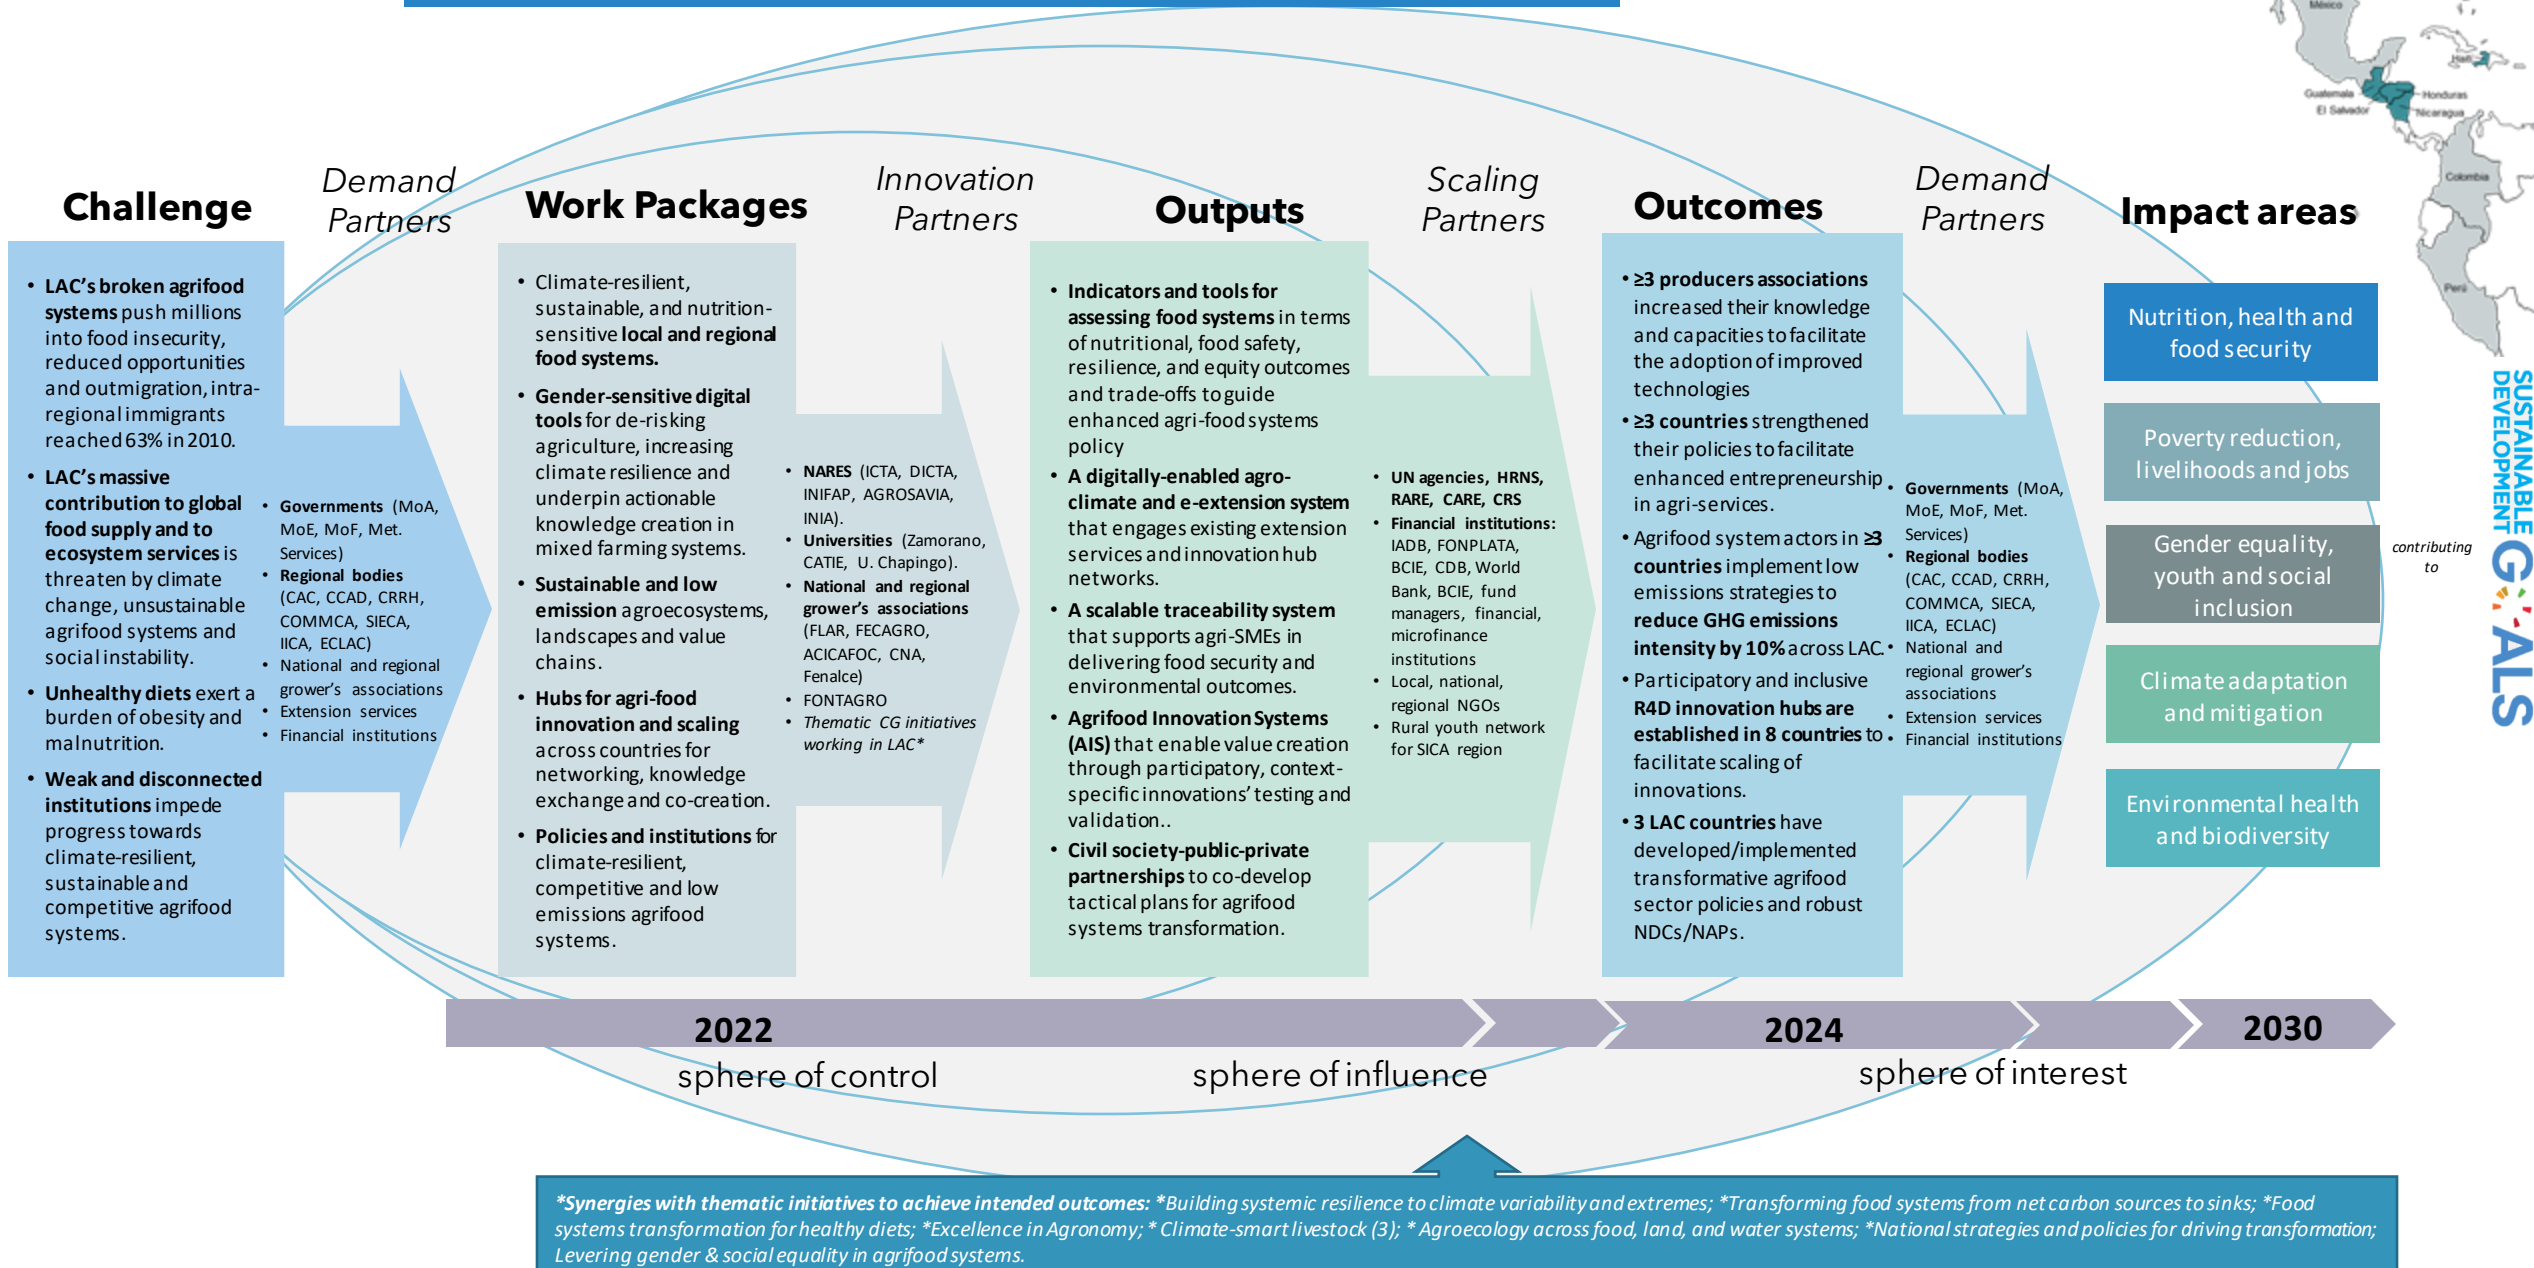 Challenge
• LAC's broken agrifood
systems push millions
into food insecurity,
reduced opportunities
and outmigration, intra-
regional immigrants
reached 63% in 2010.
• LAC's massive
contribution to global
food supply and to
ecosystem services is
threaten by climate
change, unsustainable
agrifood systems and
social instability.
• Unhealthy diets exert a
burden of obesity and
malnutrition.
• Weak and disconnected
institutions impede
progress towards
climate-resilient,
sustainable and
competitive agrifood
systems.
Demand
Partners
• Governments (MoA,
MoE, MoF, Met.
Services)
• Regional bodies
(CAC, CCAD, CRRH,
COMMCA, SIECA,
IICA, ECLAC)
• National and regional
grower's associations
• Extension services
• Financial institutions
Work Packages
• Climate-resilient,
sustainable, and nutrition-
sensitive local and regional
food systems.
• Gender-sensitive digital
tools for de-risking
agriculture, increasing
climate resilience and
underpin actionable
knowledge creation in
mixed farming systems.
• Sustainable and low
emission agroecosystems,
landscapes and value
chains.
• Hubs for agri-food
innovation and scaling
across countries for
networking, knowledge
exchange and co-creation.
• Policies and institutions for
climate-resilient,
competitive and low
emissions agrifood
systems.
Innovation
Partners
• NARES (ICTA, DICTA,
INIFAP, AGROSAVIA,
INIA).
• Universities (Zamorano,
CATIE, U. Chapingo).
• National and regional
grower's associations
(FLAR, FECAGRO,
ACICAFOC, CNA,
Fenalce)
• FONTAGRO
• Thematic CG initiatives
working in LAC*
Outputs
• Indicators and tools for
assessing food systems in terms
of nutritional, food safety,
resilience, and equity outcomes
and trade-offs to guide
enhanced agri-food systems
policy
• A digitally-enabled agro-
climate and e-extension system
that engages existing extension
services and innovation hub
networks.
• A scalable traceability system
that supports agri-SMEs in
delivering food security and
environmental outcomes.
• Agrifood Innovation Systems
(AIS) that enable value creation
through participatory, context-
specific innovations' testing and
validation..
• Civil society-public-private
partnerships to co-develop
tactical plans for agrifood
systems transformation.
Scaling
Partners
• UN agencies, HRNS,
RARE, CARE, CRS
• Financial institutions:
IADB, FONPLATA,
BCIE, CDB, World
Bank, BCIE, fund
managers, financial,
microfinance
institutions
• Local, national,
regional NGOs
• Rural youth network
for SICA region
Outcomes
• ≥3 producers associations
increased their knowledge
and capacities to facilitate
the adoption of improved
technologies
• ≥3 countries strengthened
their policies to facilitate
enhanced entrepreneurship
in agri-services.
• Agrifood system actors in ≥3
countries implement low
emissions strategies to
reduce GHG emissions
intensity by 10% across LAC.
• Participatory and inclusive
R4D innovation hubs are
established in 8 countries to
facilitate scaling of
innovations.
• 3 LAC countries have
developed/implemented
transformative agrifood
sector policies and robust
NDCs/NAPs.
Demand
Partners
• Governments (MoA,
MoE, MoF, Met.
Services)
• Regional bodies
(CAC, CCAD, CRRH,
COMMCA, SIECA,
IICA, ECLAC)
• National and
regional grower's
associations
• Extension services
• Financial institutions
Impact areas
Nutrition, health and
food security
Poverty reduction,
livelihoods and jobs
Gender equality,
youth and social
inclusion
Climate adaptation
and mitigation
Environmental health
and biodiversity
contributing
to
SUSTAINABLE
DEVELOPMENT
GOALS
México
Haití
Guatemala
Honduras
El Salvador
Nicaragua
Colombia
Perú
2022
2024
2030
sphere of control
sphere of influence
sphere of interest
*Synergies with thematic initiatives to achieve intended outcomes: *Building systemic resilience to climate variability and extremes; *Transforming food systems from net carbon sources to sinks; *Food
systems transformation for healthy diets; *Excellence in Agronomy; * Climate-smart livestock (3); * Agroecology across food, land, and water systems; *National strategies and policies for driving transformation;
Levering gender & social equality in agrifood systems.